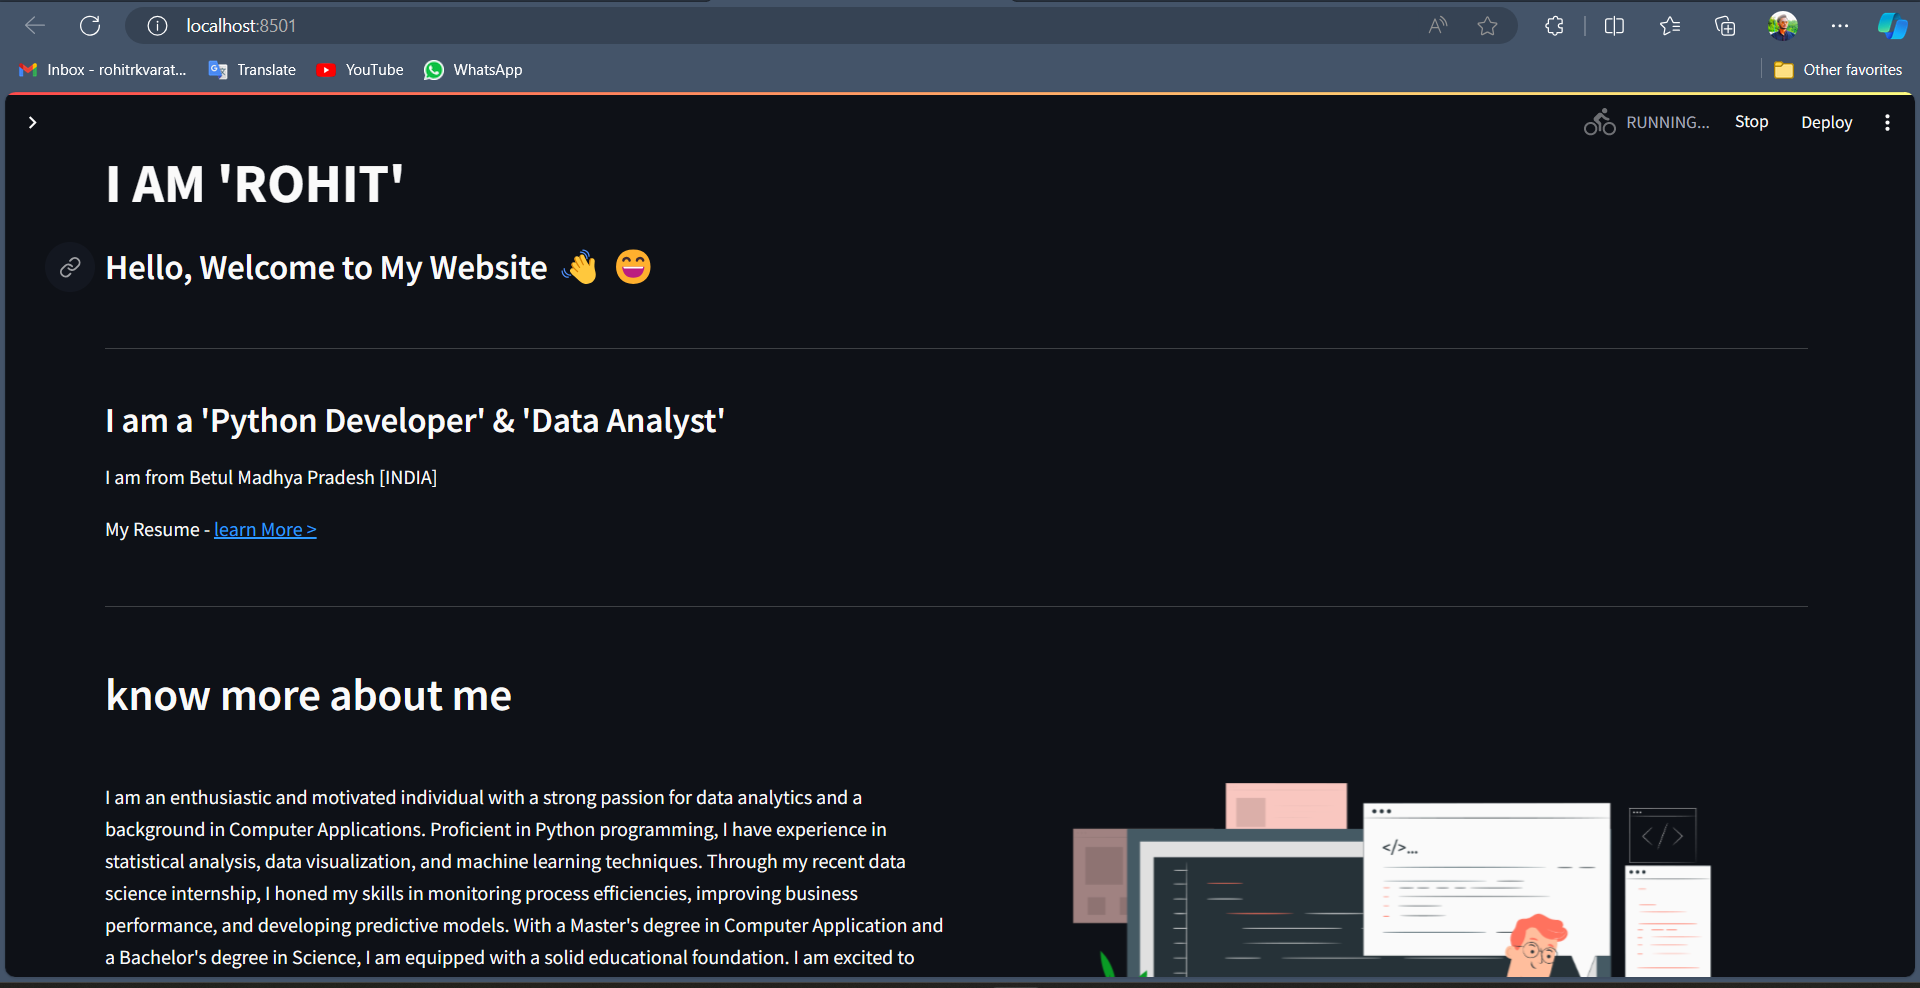 localhost:8501
Inbox - rohitrkvarat... Translate YouTube WhatsApp Other favorites
RUNNING... Stop Deploy
I AM 'ROHIT'
Hello, Welcome to My Website 👋 😄
I am a 'Python Developer' & 'Data Analyst'
I am from Betul Madhya Pradesh [INDIA]
My Resume - learn More >
know more about me
I am an enthusiastic and motivated individual with a strong passion for data analytics and a
background in Computer Applications. Proficient in Python programming, I have experience in
statistical analysis, data visualization, and machine learning techniques. Through my recent data
science internship, I honed my skills in monitoring process efficiencies, improving business
performance, and developing predictive models. With a Master's degree in Computer Application and
a Bachelor's degree in Science, I am equipped with a solid educational foundation. I am excited to
</>...
</>